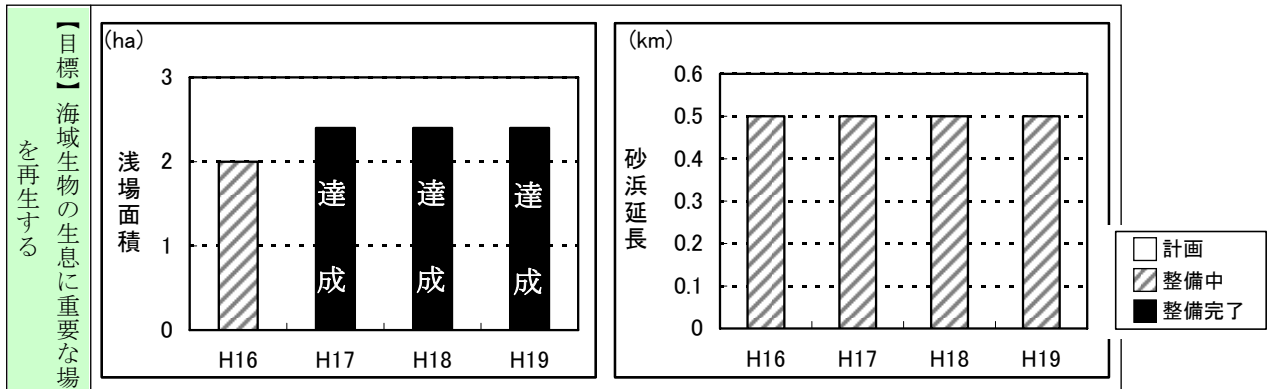 【目標】海域生物の生息に重要な場
を再生する
(ha)
浅場面積
3
2
1
0
達成
達成
達成
H16 H17 H18 H19
(km)
砂浜延長
0.6
0.5
0.4
0.3
0.2
0.1
0
H16 H17 H18 H19
計画
整備中
整備完了